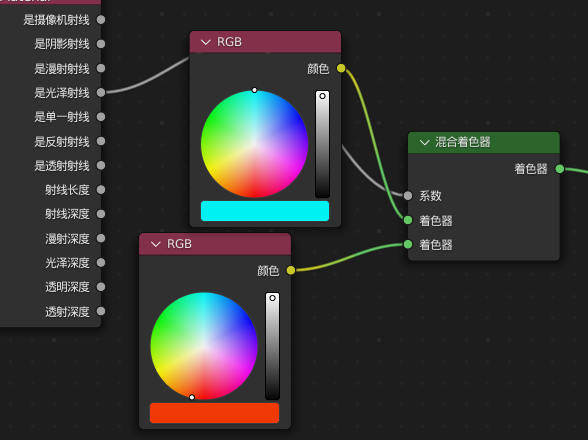 是摄像机射线
是阴影射线
是漫射射线
是光泽射线
是单一射线
是反射射线
是透射射线
射线长度
射线深度
漫射深度
光泽深度
透明深度
透射深度
RGB
颜色
RGB
颜色
混合着色器
着色器
系数
着色器
着色器